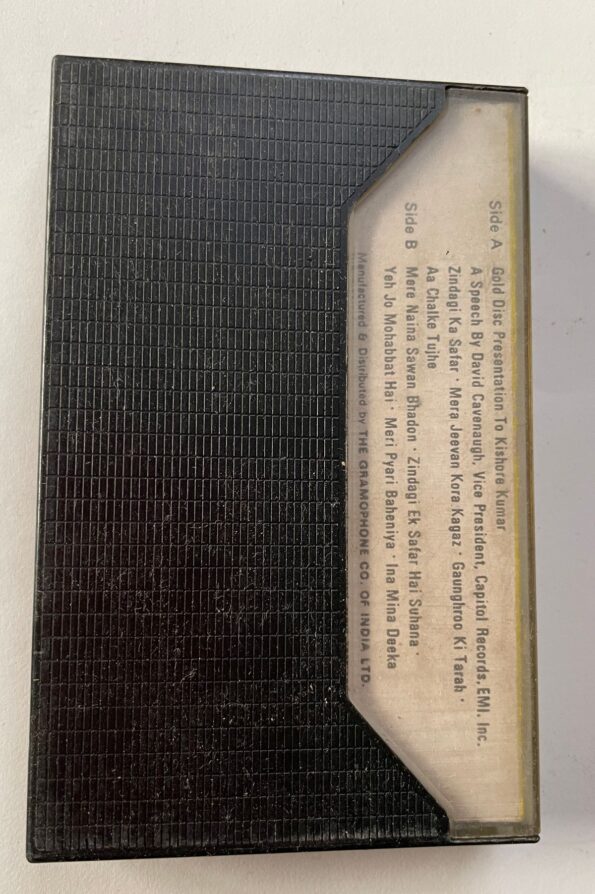 Side A Gold Disc Presentation To Kishore Kumar
A Speech By David Cavenaugh, Vice President, Capitol Records, EMI, Inc.
Zindagi Ka Safar · Mera Jeevan Kora Kagaz · Gaunghroo Ki Tarah ·
Aa Chalke Tujhe
Side B Mere Naina Sawan Bhadon · Zindagi Ek Safar Hai Suhana ·
Yeh Jo Mohabbat Hai · Meri Pyari Baheniya · Ina Mina Deeka
Manufactured & Distributed by THE GRAMOPHONE CO. OF INDIA LTD.